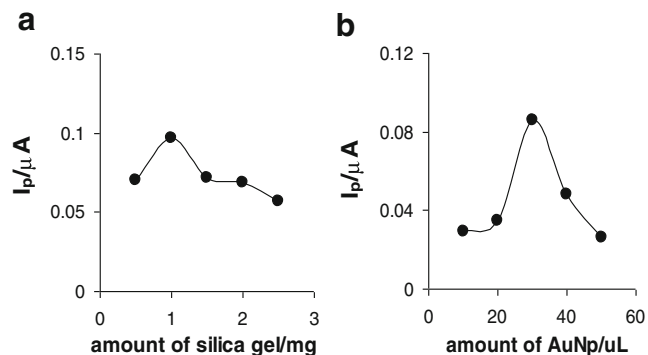 a
0.15
0.1
0.05
0
Ip/μ A
0 1 2 3
amount of silica gel/mg
b
0.12
0.08
0.04
0
Ip/μ A
0 20 40 60
amount of AuNp/uL